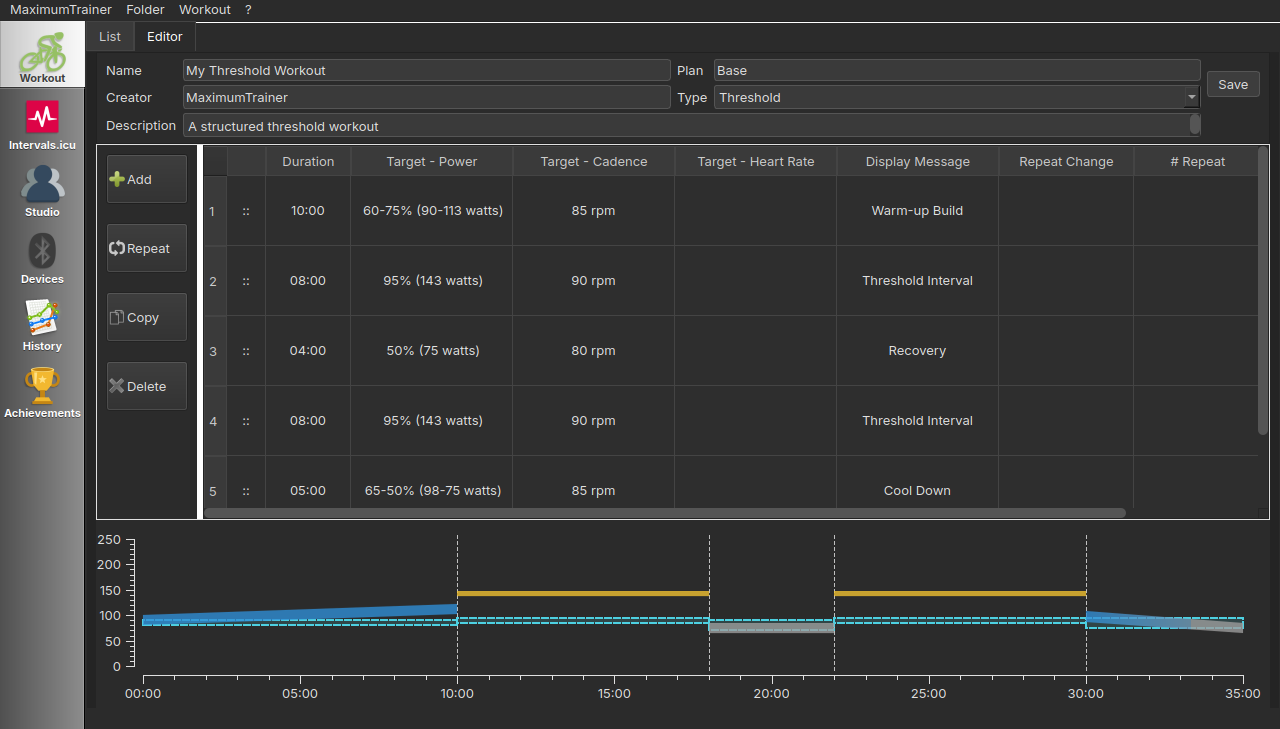 MaximumTrainer Folder Workout ?
List Editor
Workout
Intervals.icu
Studio
Devices
History
Achievements
Name My Threshold Workout Plan Base
Save
Creator MaximumTrainer Type Threshold
Description A structured threshold workout
Add
Repeat
Copy
Delete
Duration Target - Power Target - Cadence Target - Heart Rate Display Message Repeat Change # Repeat
1 :: 10:00 60-75% (90-113 watts) 85 rpm Warm-up Build
2 :: 08:00 95% (143 watts) 90 rpm Threshold Interval
3 :: 04:00 50% (75 watts) 80 rpm Recovery
4 :: 08:00 95% (143 watts) 90 rpm Threshold Interval
5 :: 05:00 65-50% (98-75 watts) 85 rpm Cool Down
250
200
150
100
50
0
00:00 05:00 10:00 15:00 20:00 25:00 30:00 35:00